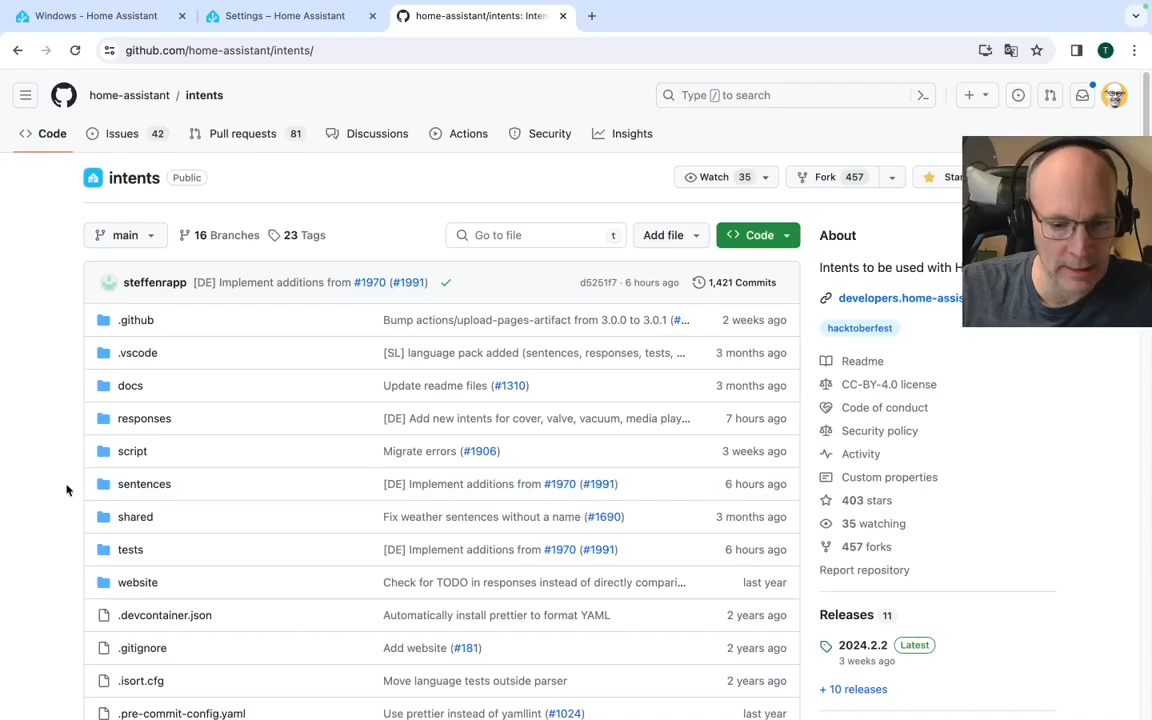 Windows - Home Assistant
Settings – Home Assistant
home-assistant/intents: Inten
github.com/home-assistant/intents/
home-assistant / intents
Type / to search
Code
Issues 42
Pull requests 81
Discussions
Actions
Security
Insights
T
intents Public
Watch 35
Fork 457
Star
main
16 Branches
23 Tags
Go to file t
Add file
Code
steffenrapp [DE] Implement additions from #1970 (#1991) d5251f7 · 6 hours ago 1,421 Commits
.github Bump actions/upload-pages-artifact from 3.0.0 to 3.0.1 (#... 2 weeks ago
.vscode [SL] language pack added (sentences, responses, tests, ... 3 months ago
docs Update readme files (#1310) 3 months ago
responses [DE] Add new intents for cover, valve, vacuum, media play... 7 hours ago
script Migrate errors (#1906) 3 weeks ago
sentences [DE] Implement additions from #1970 (#1991) 6 hours ago
shared Fix weather sentences without a name (#1690) 3 months ago
tests [DE] Implement additions from #1970 (#1991) 6 hours ago
website Check for TODO in responses instead of directly compari... last year
.devcontainer.json Automatically install prettier to format YAML 2 years ago
.gitignore Add website (#181) 2 years ago
.isort.cfg Move language tests outside parser 2 years ago
.pre-commit-config.yaml Use prettier instead of yamllint (#1024) last year
About
Intents to be used with H
developers.home-assis
hacktoberfest
Readme
CC-BY-4.0 license
Code of conduct
Security policy
Activity
Custom properties
403 stars
35 watching
457 forks
Report repository
Releases 11
2024.2.2 Latest
3 weeks ago
+ 10 releases